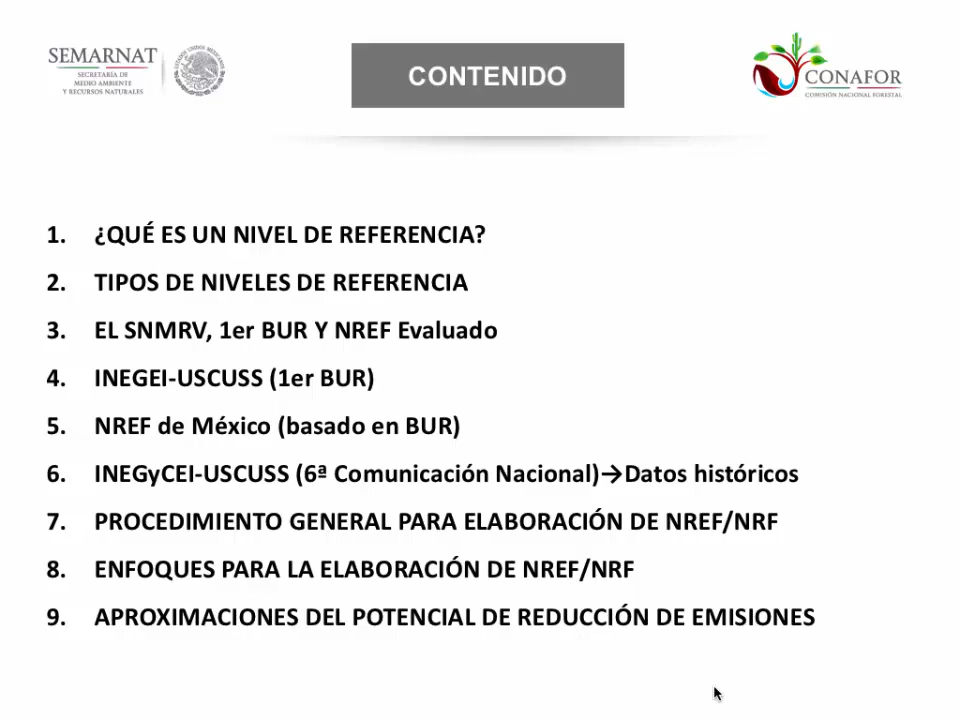 SEMARNAT
SECRETARÍA DE
MEDIO AMBIENTE
Y RECURSOS NATURALES
ESTADOS UNIDOS MEXICANOS
CONTENIDO
CONAFOR
COMISIÓN NACIONAL FORESTAL
1. ¿QUÉ ES UN NIVEL DE REFERENCIA?
2. TIPOS DE NIVELES DE REFERENCIA
3. EL SNMRV, 1er BUR Y NREF Evaluado
4. INEGEI-USCUSS (1er BUR)
5. NREF de México (basado en BUR)
6. INEGyCEI-USCUSS (6ª Comunicación Nacional)→Datos históricos
7. PROCEDIMIENTO GENERAL PARA ELABORACIÓN DE NREF/NRF
8. ENFOQUES PARA LA ELABORACIÓN DE NREF/NRF
9. APROXIMACIONES DEL POTENCIAL DE REDUCCIÓN DE EMISIONES